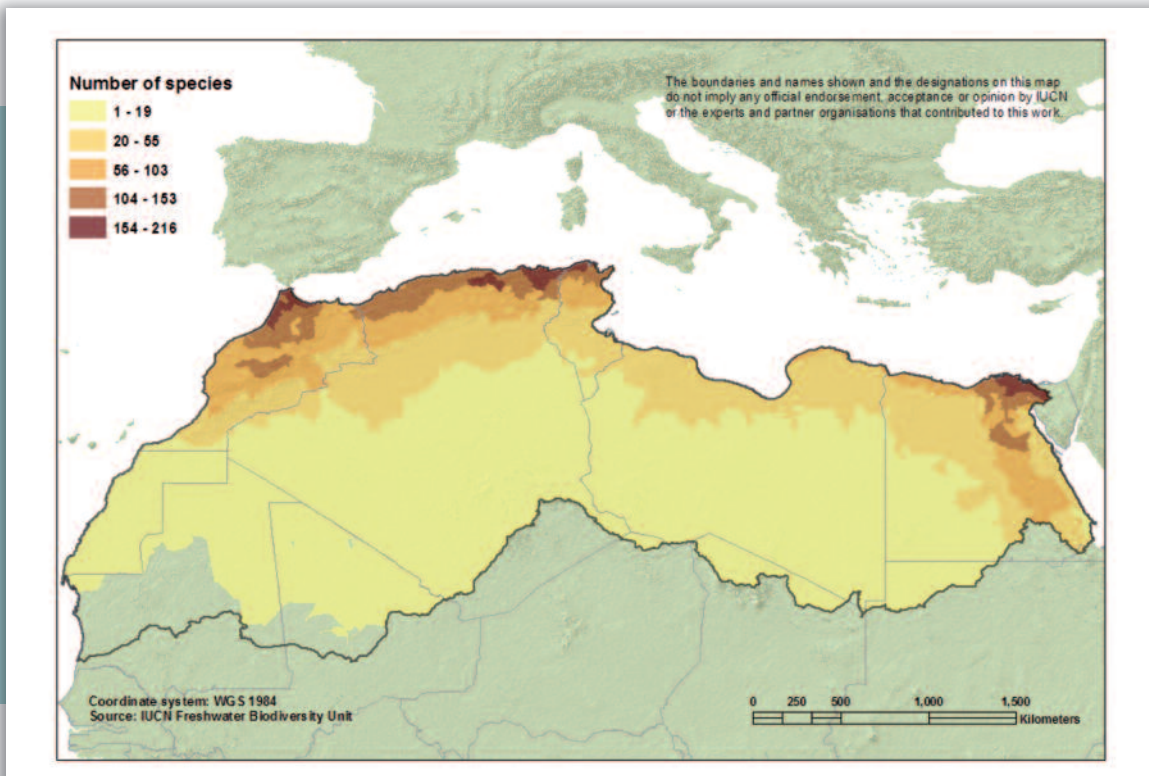 Number of species
1 - 19
20 - 55
56 - 103
104 - 153
154 - 216
The boundaries and names shown and the designations on this map
do not imply any official endorsement, acceptance or opinion by IUCN
or the experts and partner organisations that contributed to this work.
Coordinate system: WGS 1984
Source: IUCN Freshwater Biodiversity Unit
0 250 500 1,000 1,500
Kilometers